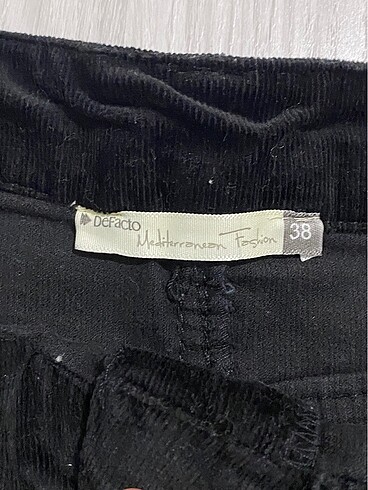 DeFacto
Mediterranean Fashion 38